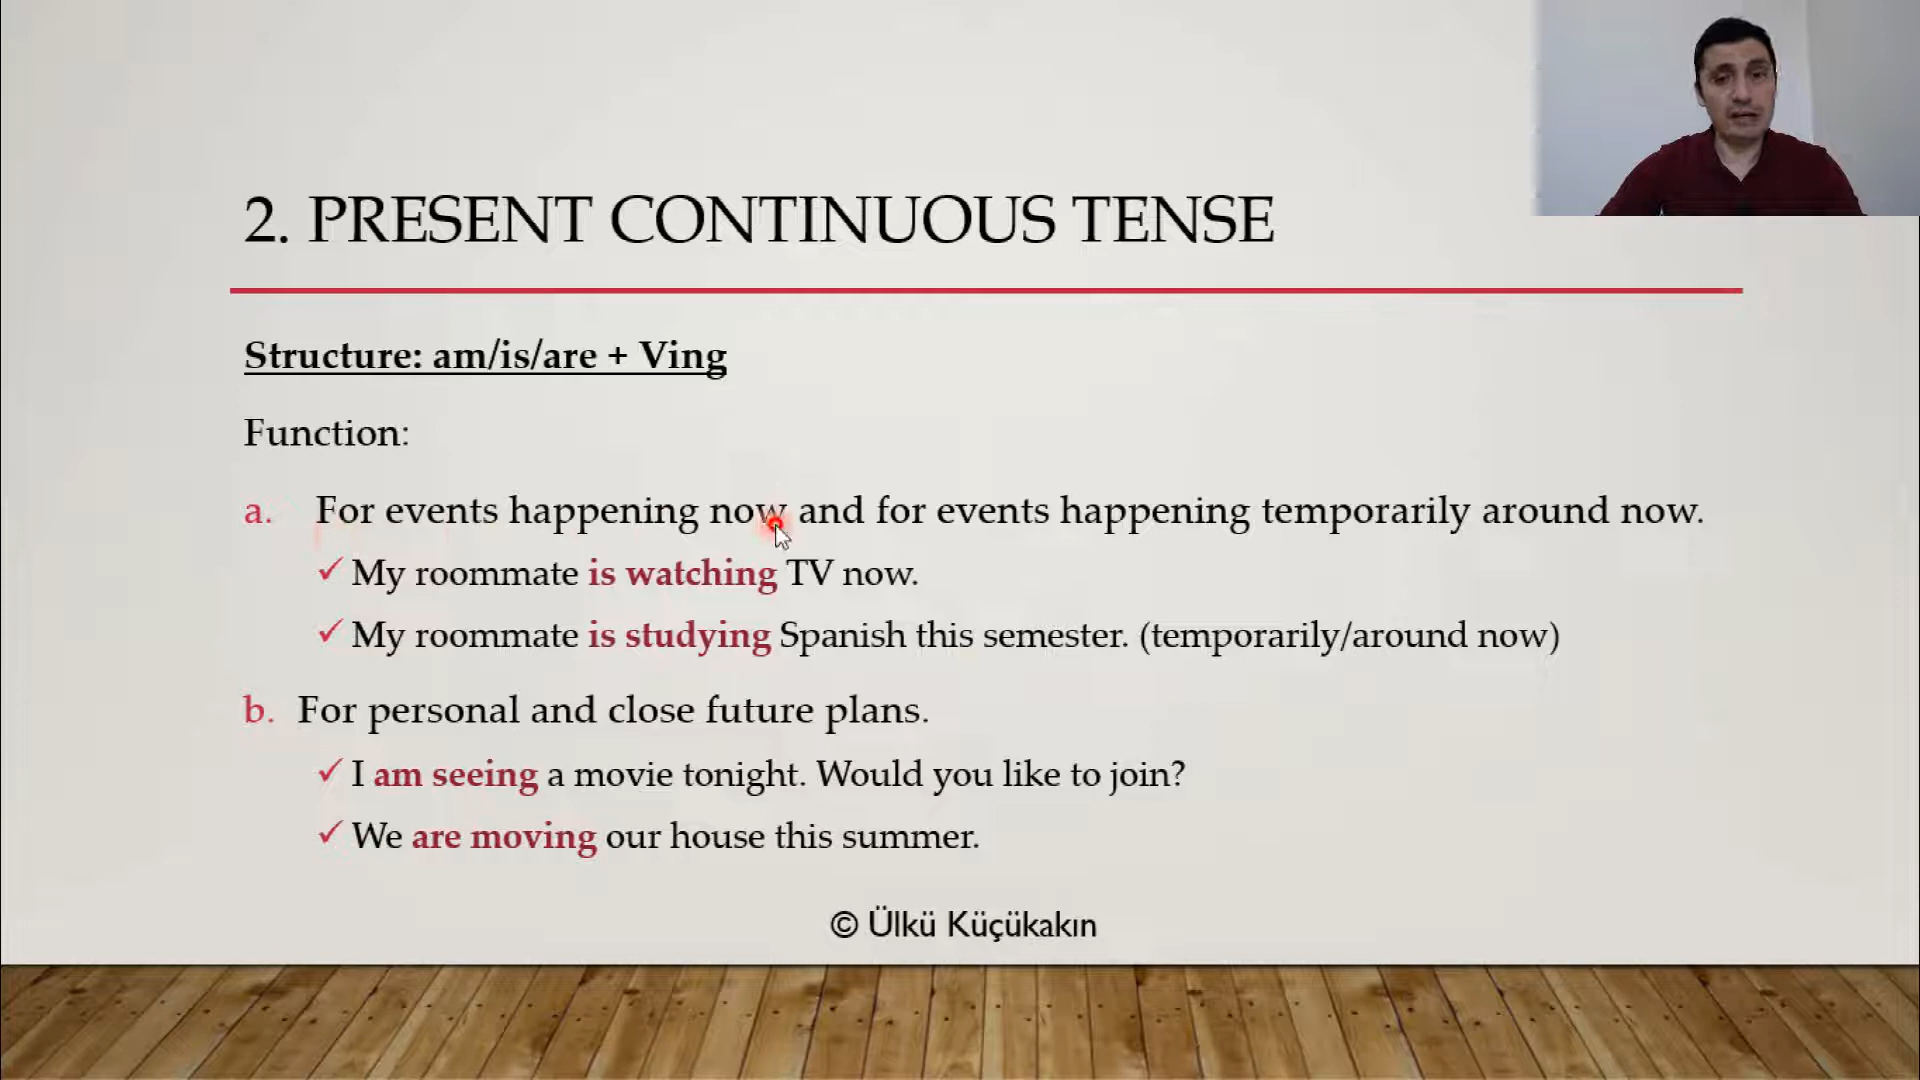 2. PRESENT CONTINUOUS TENSE
Structure: am/is/are + Ving
Function:
a. For events happening now and for events happening temporarily around now.
✓ My roommate is watching TV now.
✓ My roommate is studying Spanish this semester. (temporarily/around now)
b. For personal and close future plans.
✓ I am seeing a movie tonight. Would you like to join?
✓ We are moving our house this summer.
© Ülkü Küçükakın